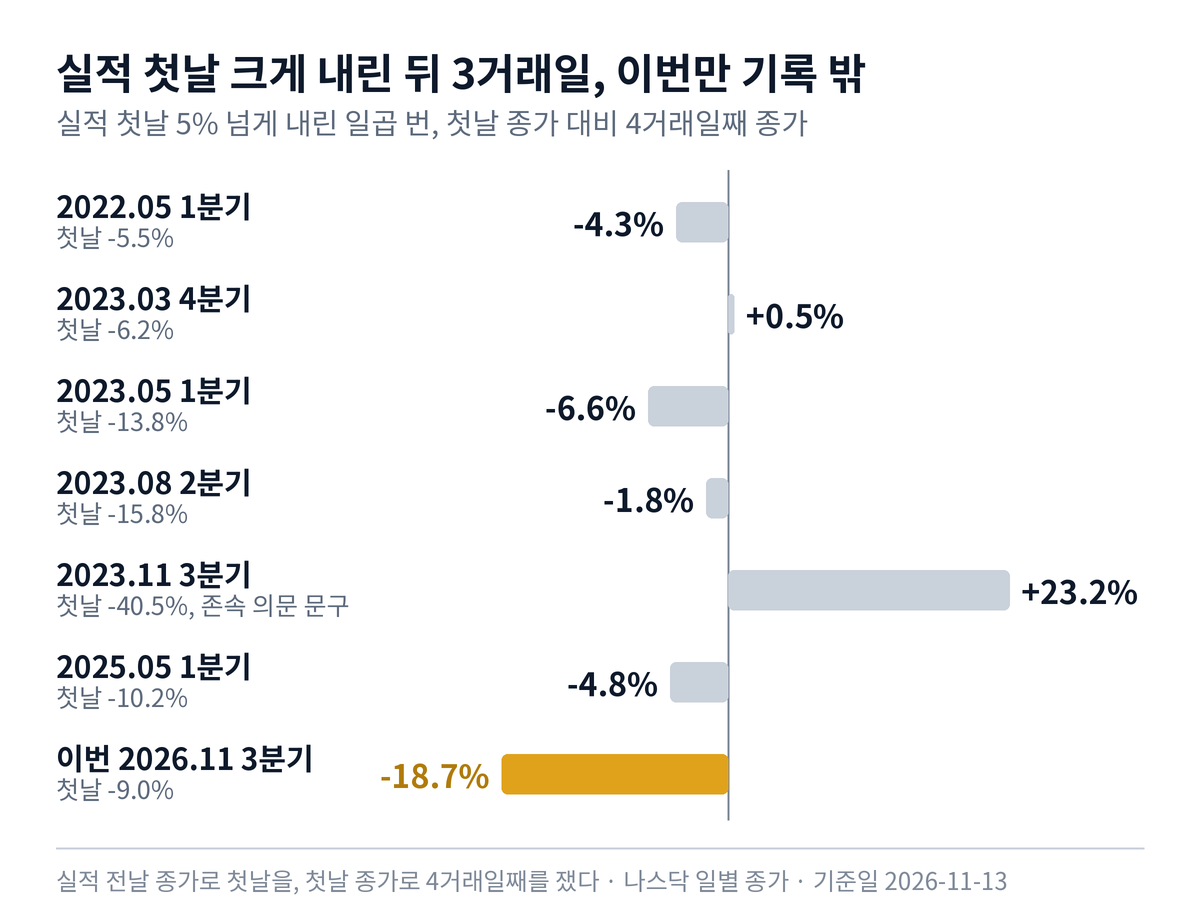 실적 첫날 크게 내린 뒤 3거래일, 이번만 기록 밖
실적 첫날 5% 넘게 내린 일곱 번, 첫날 종가 대비 4거래일째 종가
2022.05 1분기
첫날 -5.5%
-4.3%
2023.03 4분기
첫날 -6.2%
+0.5%
2023.05 1분기
첫날 -13.8%
-6.6%
2023.08 2분기
첫날 -15.8%
-1.8%
2023.11 3분기
첫날 -40.5%, 존속 의문 문구
+23.2%
2025.05 1분기
첫날 -10.2%
-4.8%
이번 2026.11 3분기
첫날 -9.0%
-18.7%
실적 전날 종가로 첫날을, 첫날 종가로 4거래일째를 쟀다 · 나스닥 일별 종가 · 기준일 2026-11-13